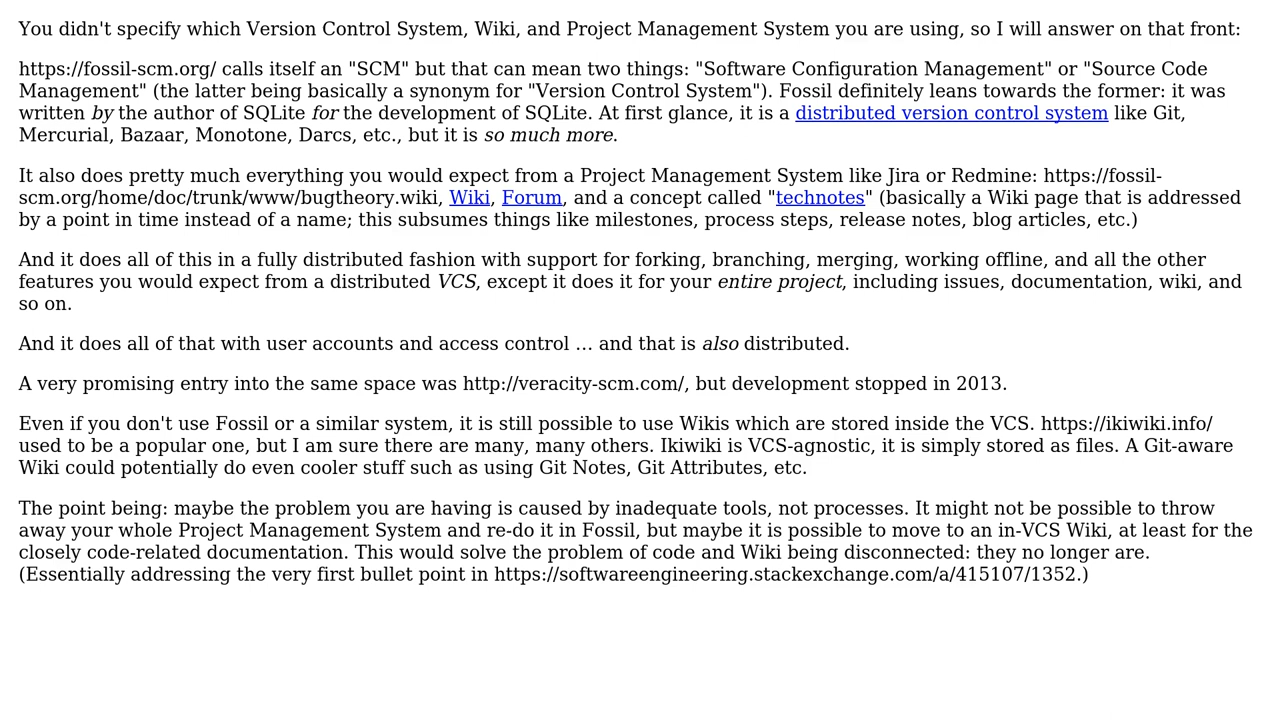 You didn't specify which Version Control System, Wiki, and Project Management System you are using, so I will answer on that front:
https://fossil-scm.org/ calls itself an "SCM" but that can mean two things: "Software Configuration Management" or "Source Code
Management" (the latter being basically a synonym for "Version Control System"). Fossil definitely leans towards the former: it was
written by the author of SQLite for the development of SQLite. At first glance, it is a distributed version control system like Git,
Mercurial, Bazaar, Monotone, Darcs, etc., but it is so much more.
It also does pretty much everything you would expect from a Project Management System like Jira or Redmine: https://fossil-
scm.org/home/doc/trunk/www/bugtheory.wiki, Wiki, Forum, and a concept called "technotes" (basically a Wiki page that is addressed
by a point in time instead of a name; this subsumes things like milestones, process steps, release notes, blog articles, etc.)
And it does all of this in a fully distributed fashion with support for forking, branching, merging, working offline, and all the other
features you would expect from a distributed VCS, except it does it for your entire project, including issues, documentation, wiki, and
so on.
And it does all of that with user accounts and access control … and that is also distributed.
A very promising entry into the same space was http://veracity-scm.com/, but development stopped in 2013.
Even if you don't use Fossil or a similar system, it is still possible to use Wikis which are stored inside the VCS. https://ikiwiki.info/
used to be a popular one, but I am sure there are many, many others. Ikiwiki is VCS-agnostic, it is simply stored as files. A Git-aware
Wiki could potentially do even cooler stuff such as using Git Notes, Git Attributes, etc.
The point being: maybe the problem you are having is caused by inadequate tools, not processes. It might not be possible to throw
away your whole Project Management System and re-do it in Fossil, but maybe it is possible to move to an in-VCS Wiki, at least for the
closely code-related documentation. This would solve the problem of code and Wiki being disconnected: they no longer are.
(Essentially addressing the very first bullet point in https://softwareengineering.stackexchange.com/a/415107/1352.)